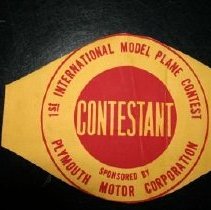 1st INTERNATIONAL MODEL PLANE CONTEST
CONTESTANT
SPONSORED BY
PLYMOUTH MOTOR CORPORATION